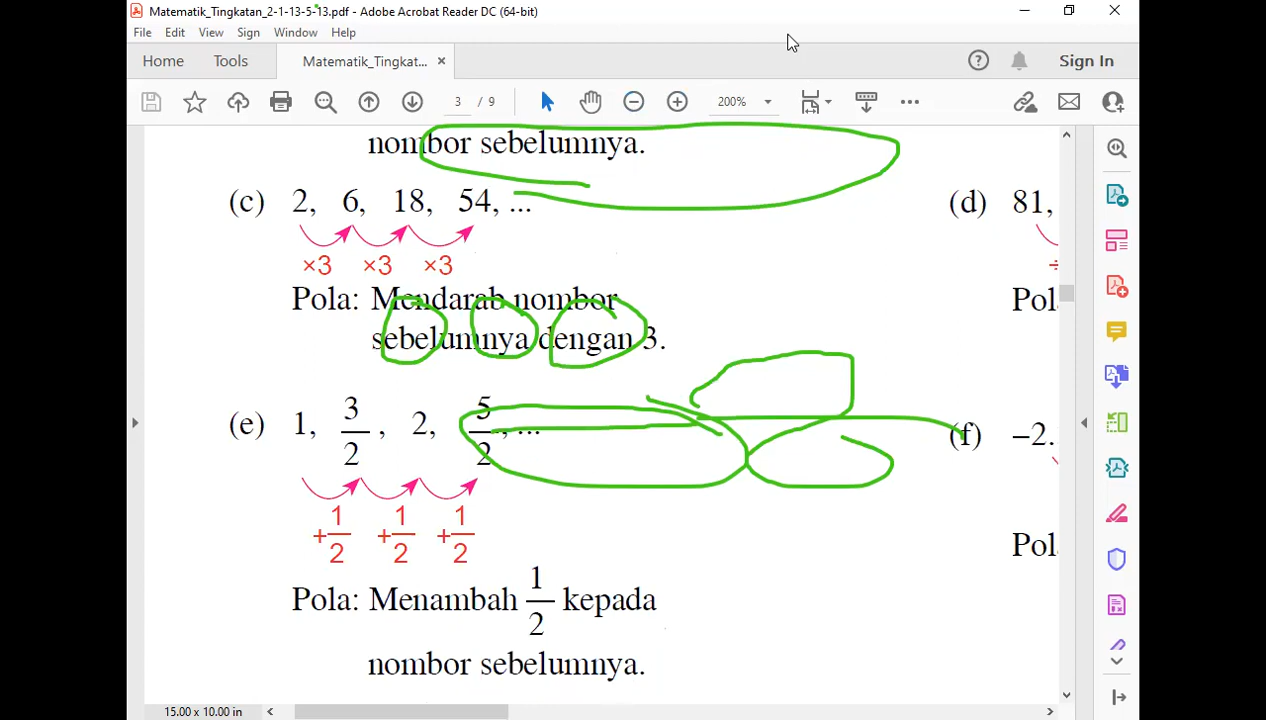 Matematik_Tingkatan_2-1-13-5-13.pdf - Adobe Acrobat Reader DC (64-bit)
File Edit View Sign Window Help
Home Tools Matematik_Tingkat... × Sign In
3 / 9 200%
nombor sebelumnya.
(c) 2, 6, 18, 54, ... (d) 81,
×3 ×3 ×3 ÷
Pola: Mendarab nombor Pol
sebelumnya dengan 3.
(e) 1, 3/2, 2, 5/2, ... (f) −2.
+1/2 +1/2 +1/2 Pol
Pola: Menambah 1/2 kepada
nombor sebelumnya.
15.00 x 10.00 in